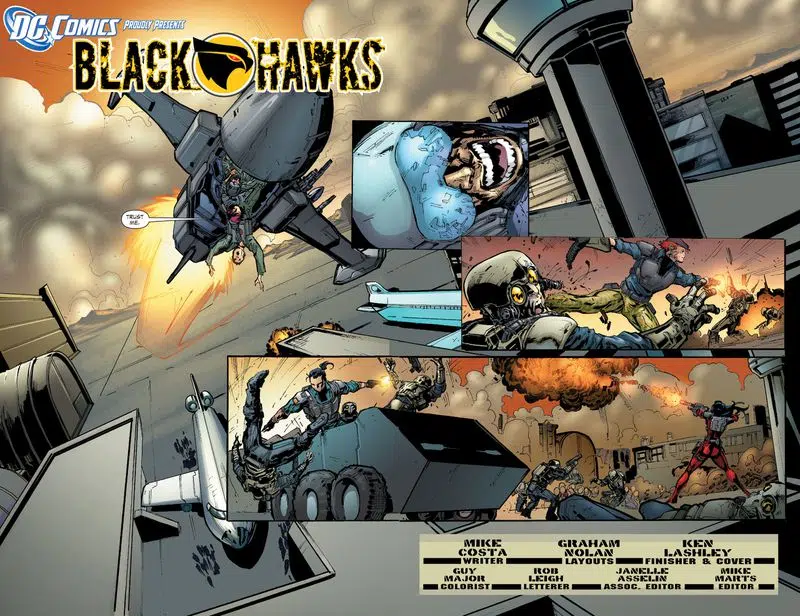 DC COMICS PROUDLY PRESENTS
BLACKHAWKS
TRUST
ME.
MIKE
COSTA
WRITER
GRAHAM
NOLAN
LAYOUTS
KEN
LASHLEY
FINISHER & COVER
GUY
MAJOR
COLORIST
ROB
LEIGH
LETTERER
JANELLE
ASSELIN
ASSOC. EDITOR
MIKE
MARTS
EDITOR